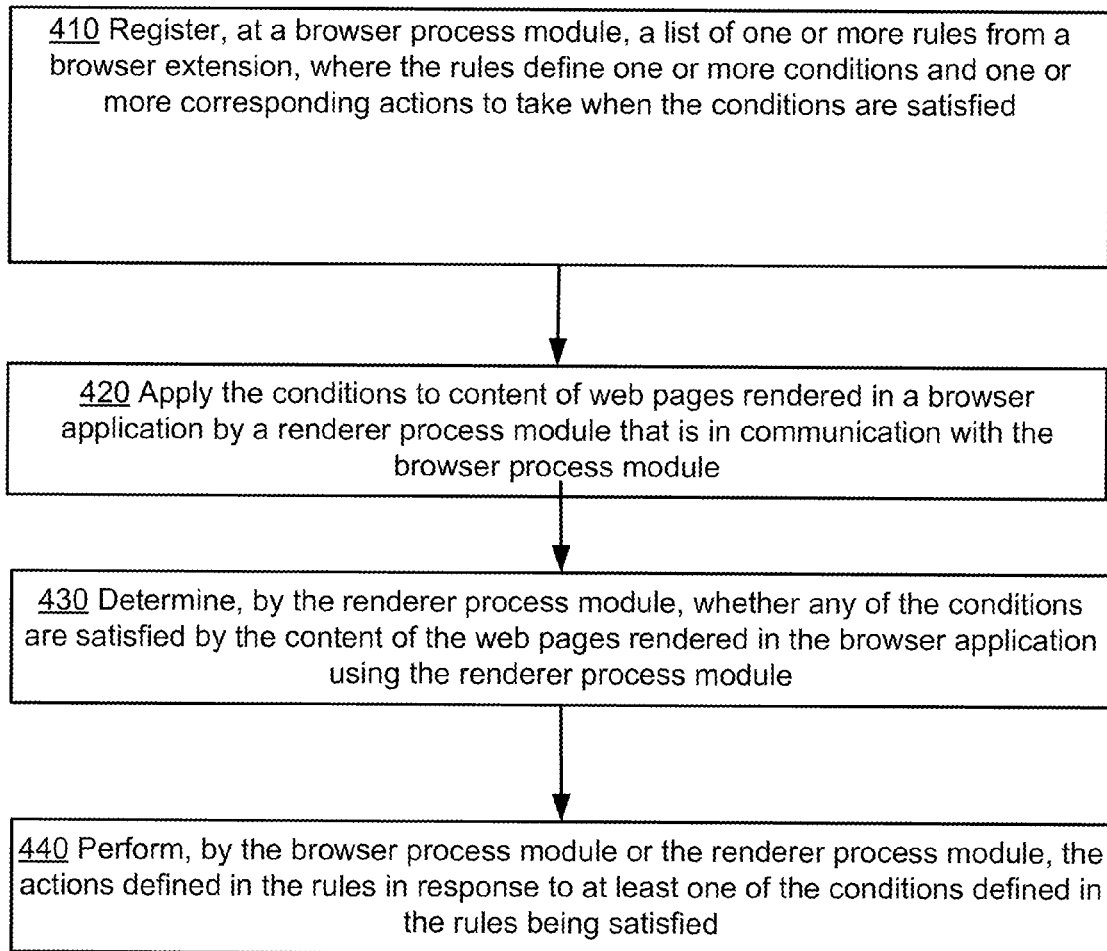 410 Register, at a browser process module, a list of one or more rules from a
browser extension, where the rules define one or more conditions and one or
more corresponding actions to take when the conditions are satisfied
420 Apply the conditions to content of web pages rendered in a browser
application by a renderer process module that is in communication with the
browser process module
430 Determine, by the renderer process module, whether any of the conditions
are satisfied by the content of the web pages rendered in the browser application
using the renderer process module
440 Perform, by the browser process module or the renderer process module, the
actions defined in the rules in response to at least one of the conditions defined in
the rules being satisfied